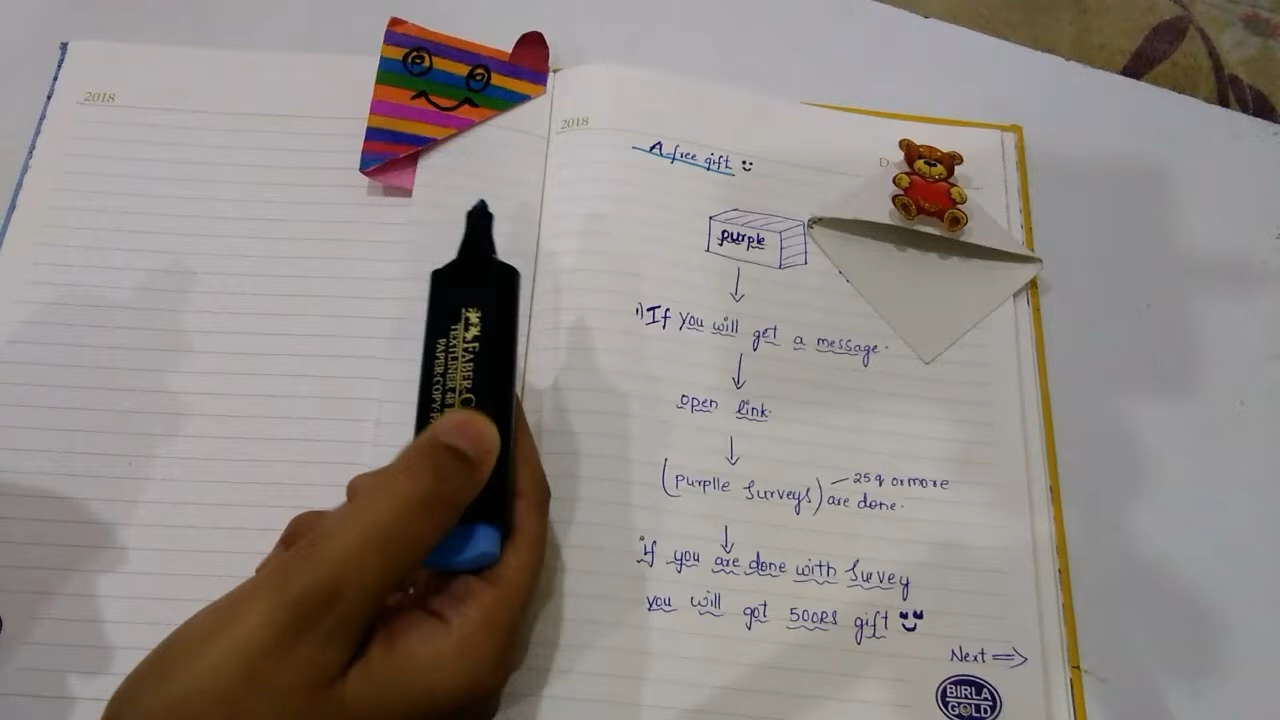 2018
2018
A free gift
purple
1) If you will get a message.
open link.
(purplle Surveys) – 25 q or more
are done.
if you are done with Survey
you will got 500RS gift
Next ⇒
BIRLA
GOLD
FABER-C
TEXTLINER 48
PAPER·COPY·F